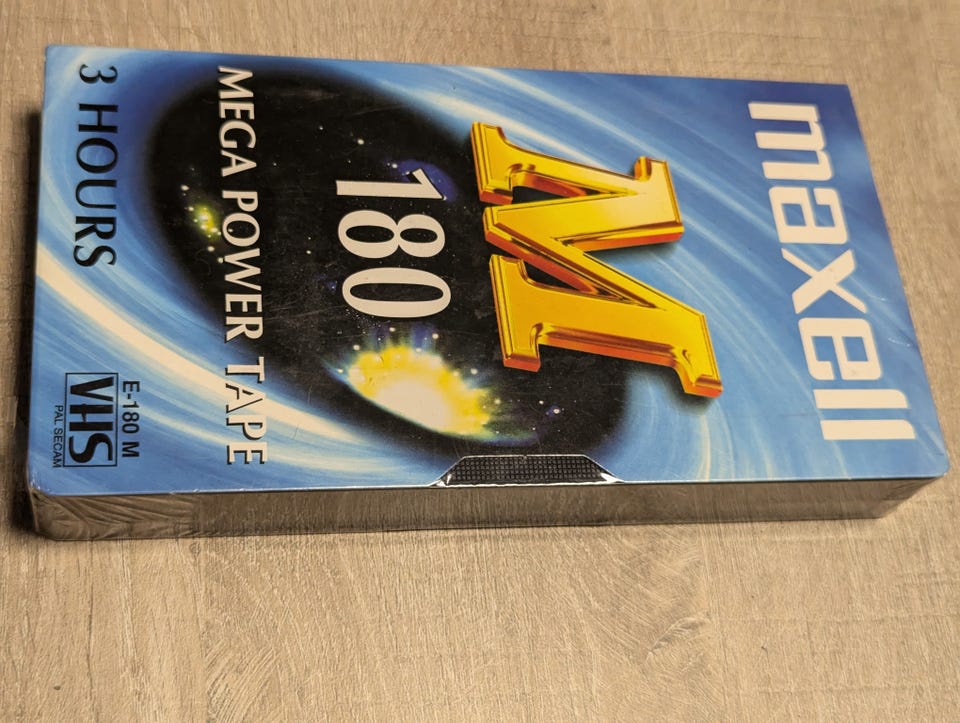 maxell
M
180
MEGA POWER TAPE
E-180 M
3 HOURS
VHS
PAL SECAM